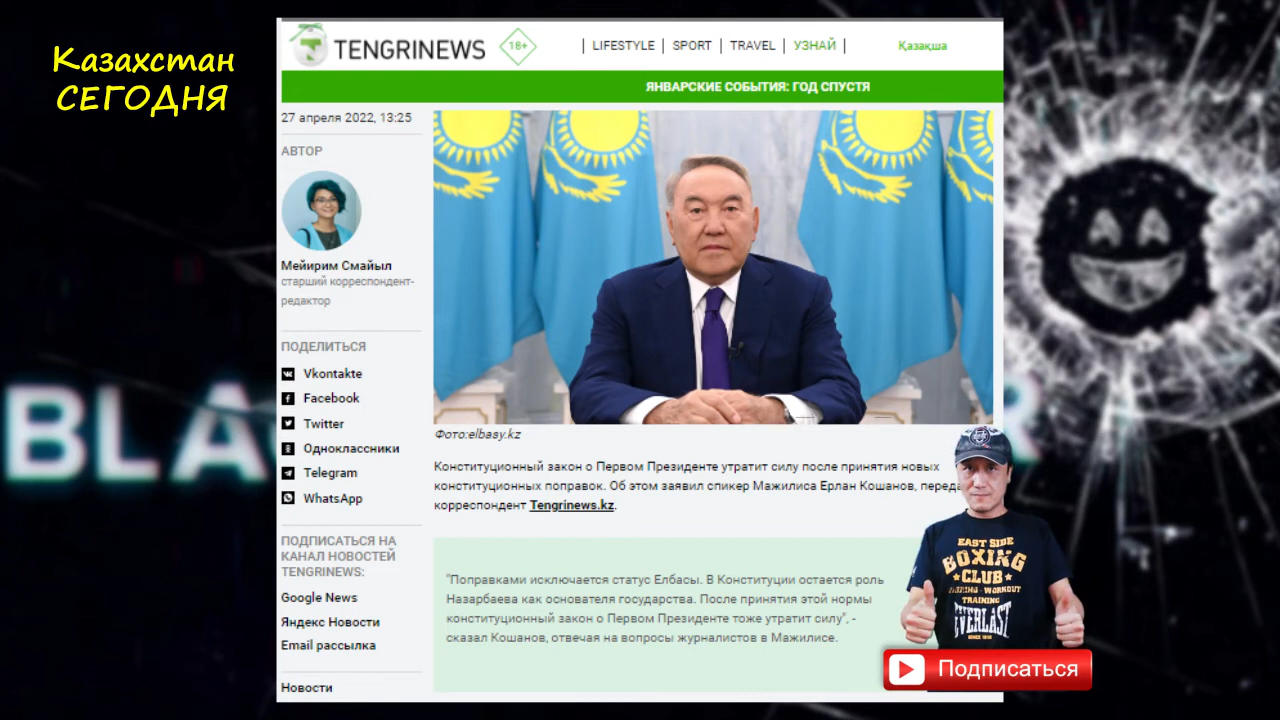 Казахстан
СЕГОДНЯ
TENGRINEWS 18+ | LIFESTYLE | SPORT | TRAVEL | УЗНАЙ | Қазақша
ЯНВАРСКИЕ СОБЫТИЯ: ГОД СПУСТЯ
27 апреля 2022, 13:25
АВТОР
Мейирим Смайыл
старший корреспондент-
редактор
ПОДЕЛИТЬСЯ
Vkontakte
Facebook
Twitter
Одноклассники
Telegram
WhatsApp
ПОДПИСАТЬСЯ НА
КАНАЛ НОВОСТЕЙ
TENGRINEWS:
Google News
Яндекс Новости
Email рассылка
Новости
Фото:elbasy.kz
Конституционный закон о Первом Президенте утратит силу после принятия новых
конституционных поправок. Об этом заявил спикер Мажилиса Ерлан Кошанов, переда
корреспондент Tengrinews.kz.
"Поправками исключается статус Елбасы. В Конституции остается роль
Назарбаева как основателя государства. После принятия этой нормы
конституционный закон о Первом Президенте тоже утратит силу", -
сказал Кошанов, отвечая на вопросы журналистов в Мажилисе.
BLA
R
EAST SIDE
BOXING
CLUB
WORKOUT
TRAINING
EVERLAST
SINCE 1910
Подписаться